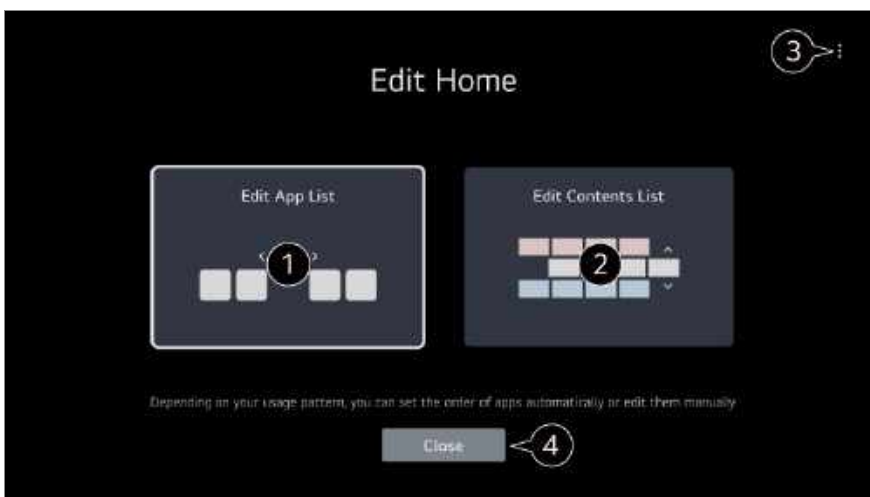 3
Edit Home
Edit App List
Edit Contents List
1
2
Depending on your usage pattern, you can set the order of apps automatically or edit them manually
Close
4